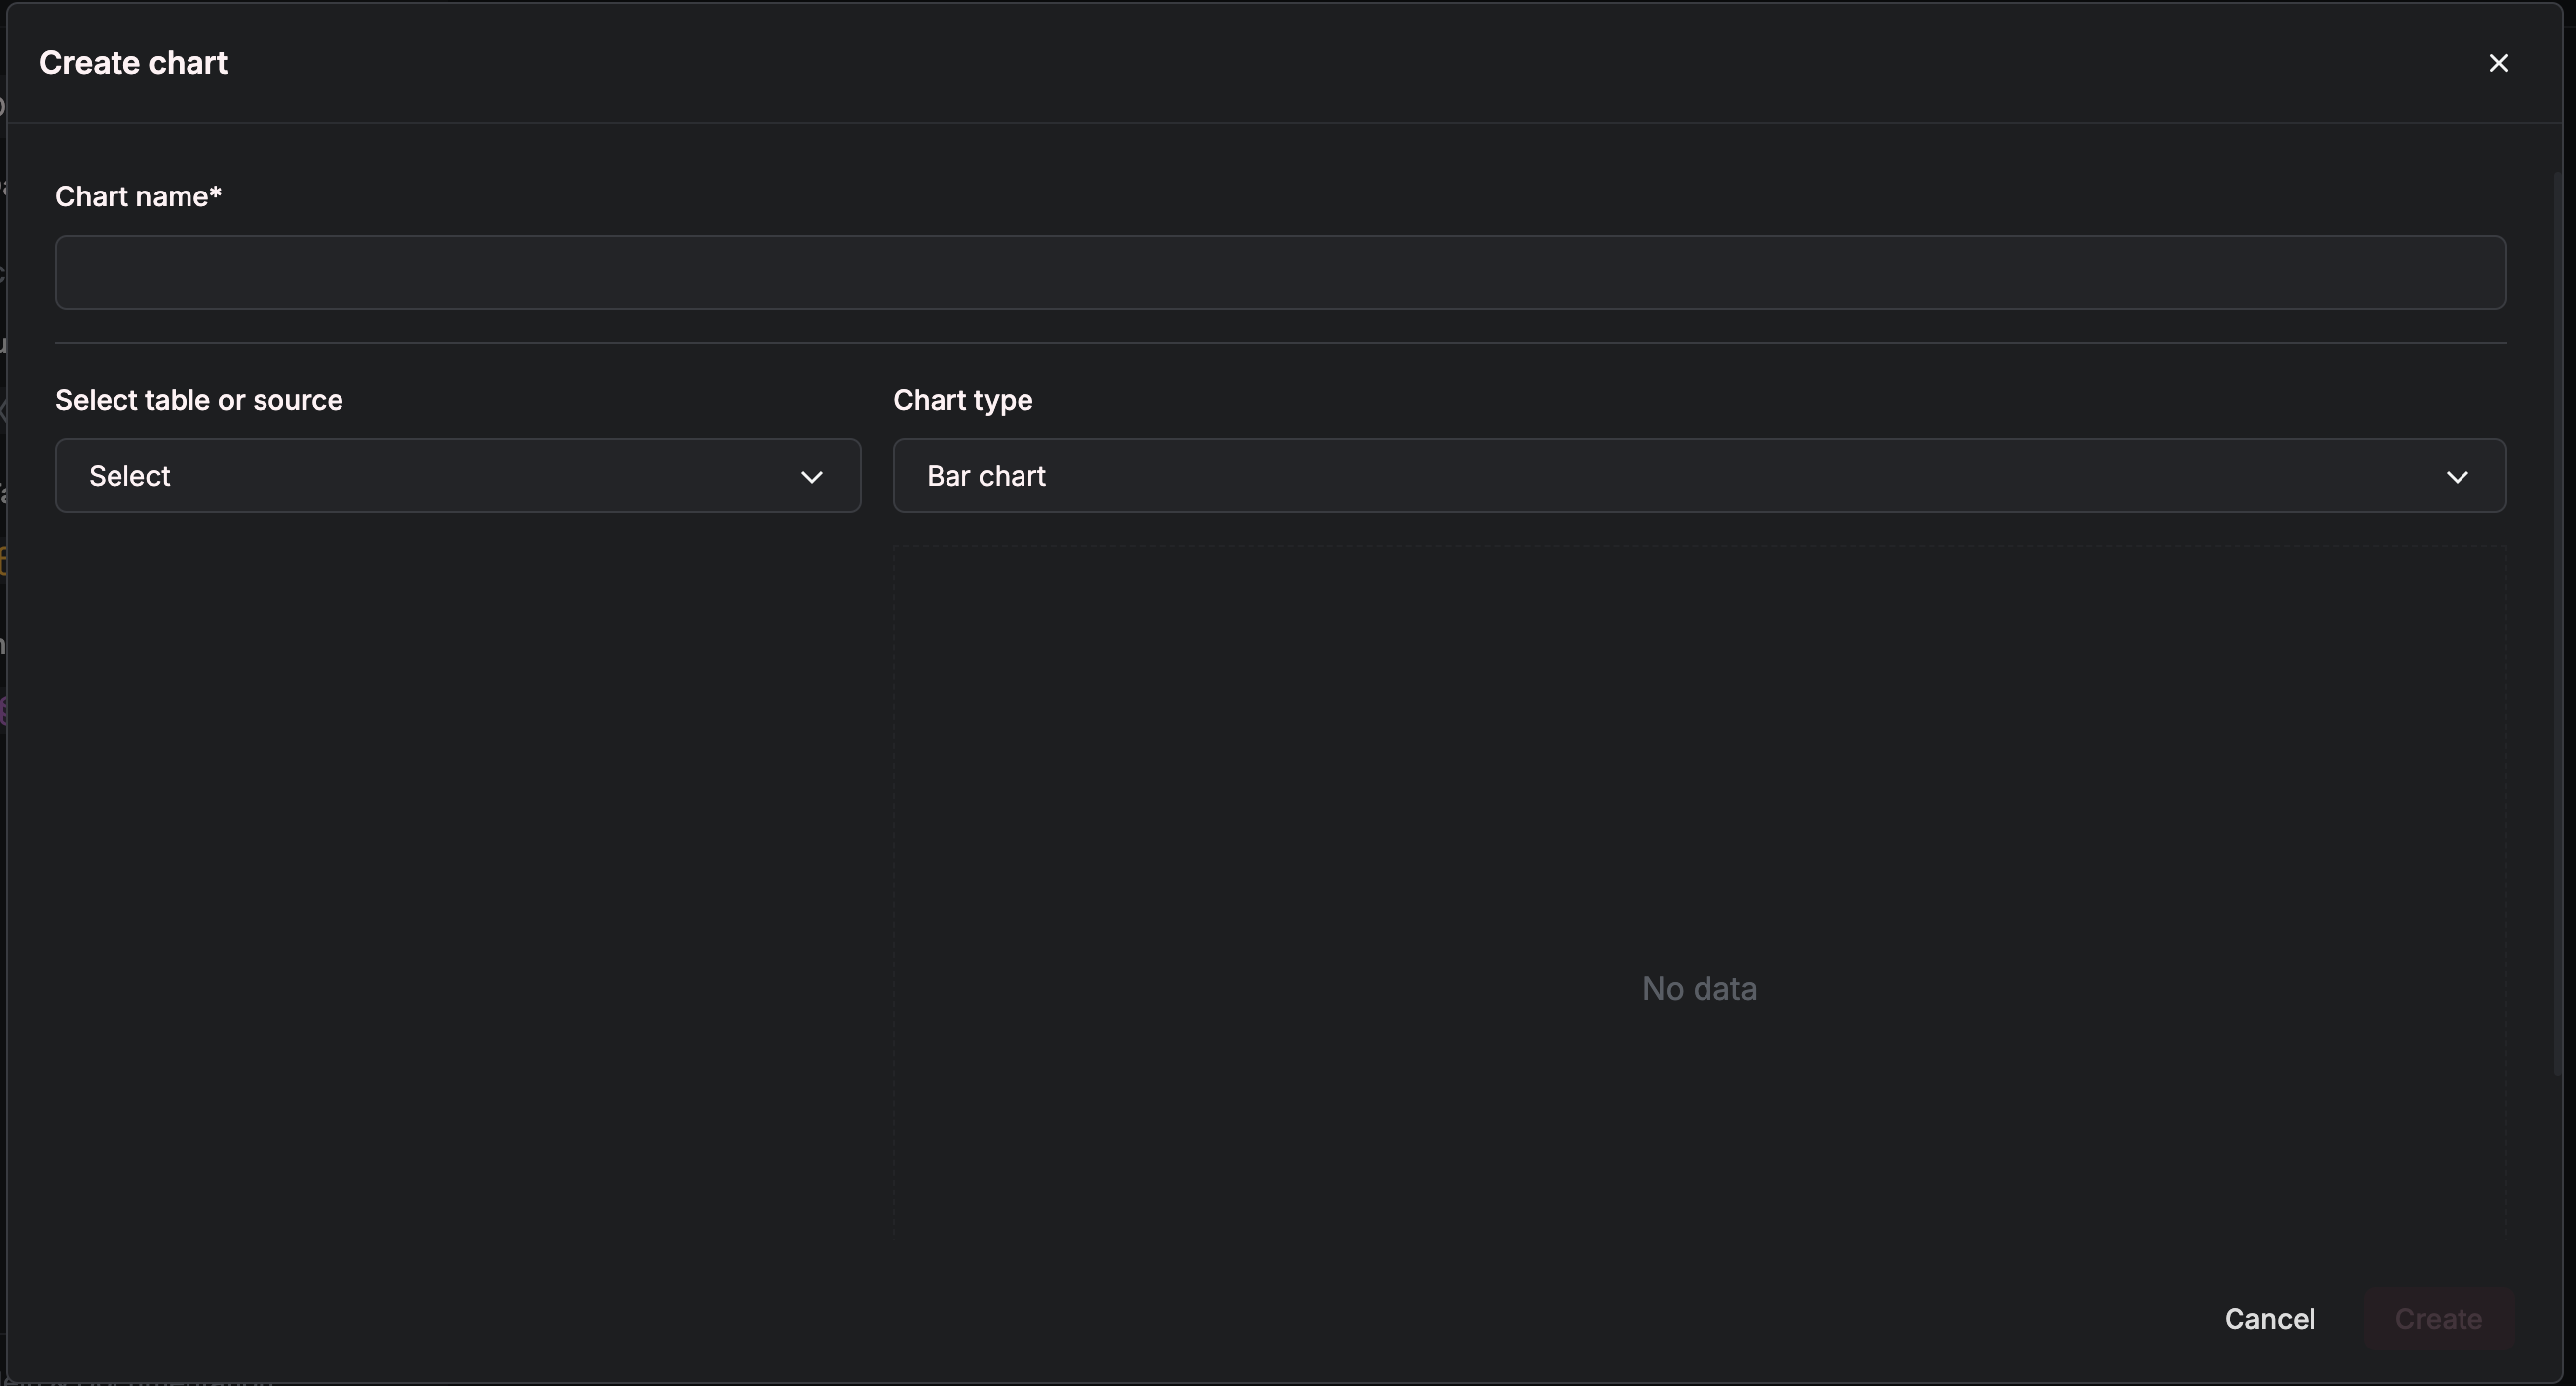 Create chart
Chart name*
Select table or source
Chart type
Select
Bar chart
No data
Cancel
Create